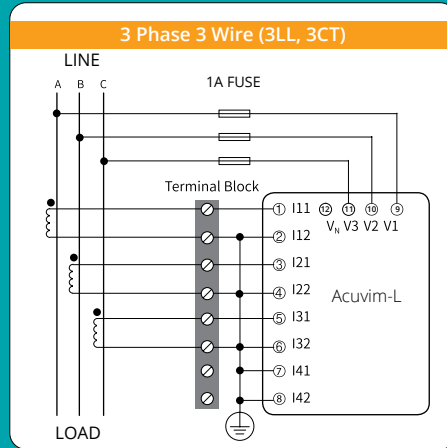 3 Phase 3 Wire (3LL, 3CT)
LINE
A B C
1A FUSE
Terminal Block
① I11
② I12
③ I21
④ I22
⑤ I31
⑥ I32
⑦ I41
⑧ I42
⑫ ⑪ ⑩ ⑨
VN V3 V2 V1
Acuvim-L
LOAD